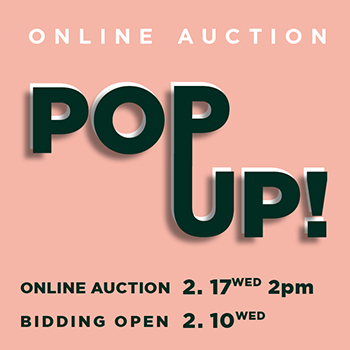 ONLINE AUCTION
POP
UP!
ONLINE AUCTION 2. 17WED 2pm
BIDDING OPEN 2. 10WED